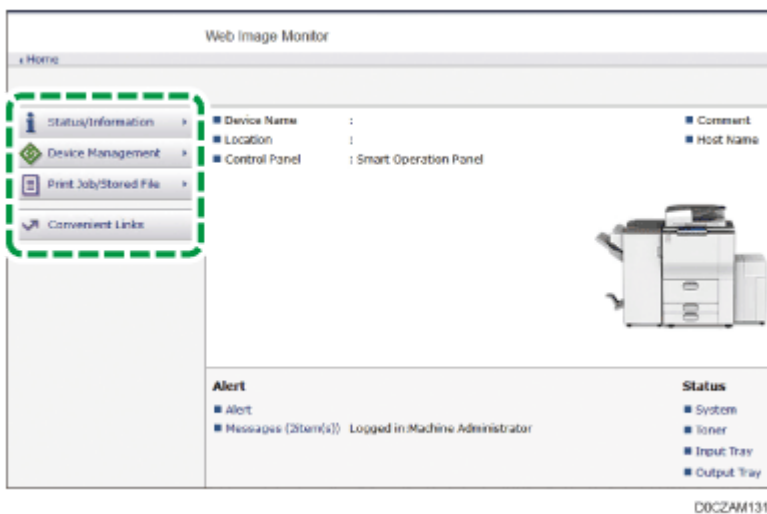 Web Image Monitor
Home
Status/Information
Device Management
Print Job/Stored File
Convenient Links
Device Name :
Location :
Control Panel : Smart Operation Panel
Comment
Host Name
Alert
Alert
Messages (2item(s)) Logged in:Machine Administrator
Status
System
Toner
Input Tray
Output Tray
D0CZAM131